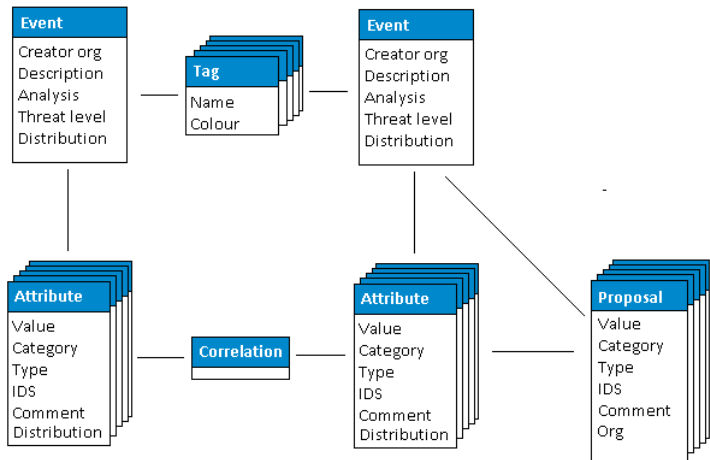 Event
Creator org
Description
Analysis
Threat level
Distribution
Tag
Name
Colour
Event
Creator org
Description
Analysis
Threat level
Distribution
Attribute
Value
Category
Type
IDS
Comment
Distribution
Correlation
Attribute
Value
Category
Type
IDS
Comment
Distribution
Proposal
Value
Category
Type
IDS
Comment
Org